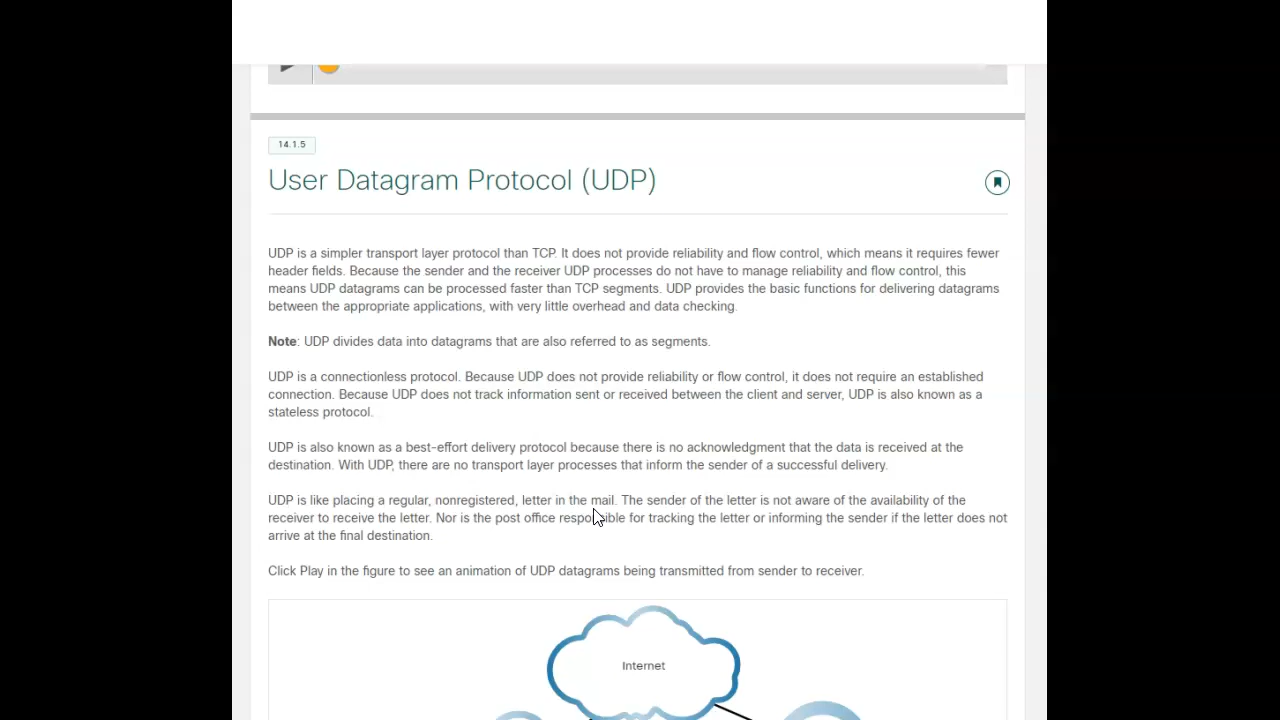 14.1.5
User Datagram Protocol (UDP)
UDP is a simpler transport layer protocol than TCP. It does not provide reliability and flow control, which means it requires fewer
header fields. Because the sender and the receiver UDP processes do not have to manage reliability and flow control, this
means UDP datagrams can be processed faster than TCP segments. UDP provides the basic functions for delivering datagrams
between the appropriate applications, with very little overhead and data checking.
Note: UDP divides data into datagrams that are also referred to as segments.
UDP is a connectionless protocol. Because UDP does not provide reliability or flow control, it does not require an established
connection. Because UDP does not track information sent or received between the client and server, UDP is also known as a
stateless protocol.
UDP is also known as a best-effort delivery protocol because there is no acknowledgment that the data is received at the
destination. With UDP, there are no transport layer processes that inform the sender of a successful delivery.
UDP is like placing a regular, nonregistered, letter in the mail. The sender of the letter is not aware of the availability of the
receiver to receive the letter. Nor is the post office responsible for tracking the letter or informing the sender if the letter does not
arrive at the final destination.
Click Play in the figure to see an animation of UDP datagrams being transmitted from sender to receiver.
Internet